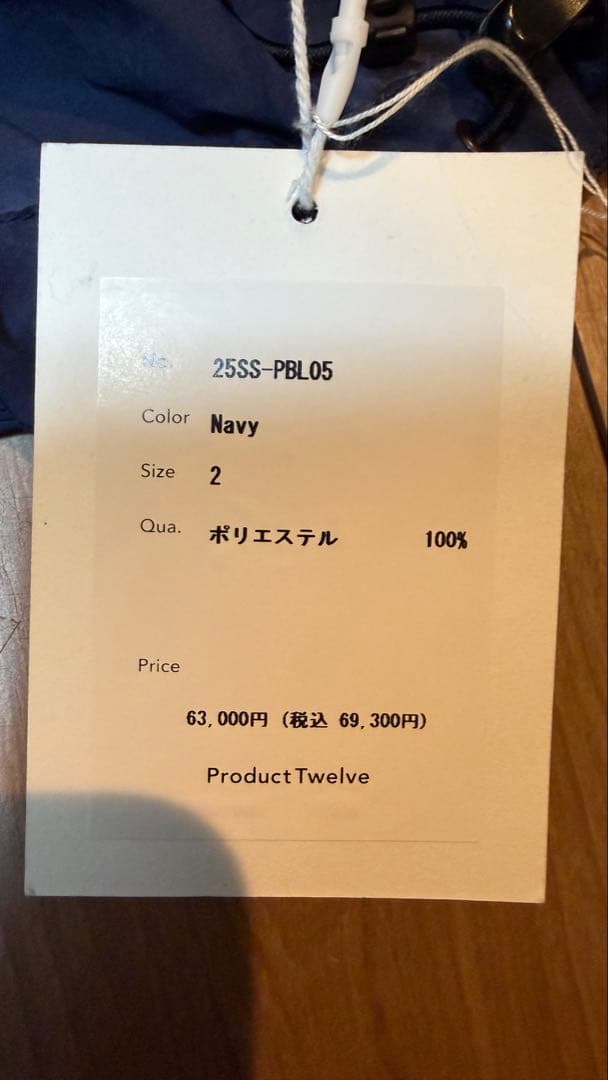 No. 25SS-PBL05
Color Navy
Size 2
Qua. ポリエステル 100%
Price
63,000円 (税込 69,300円)
ProductTwelve